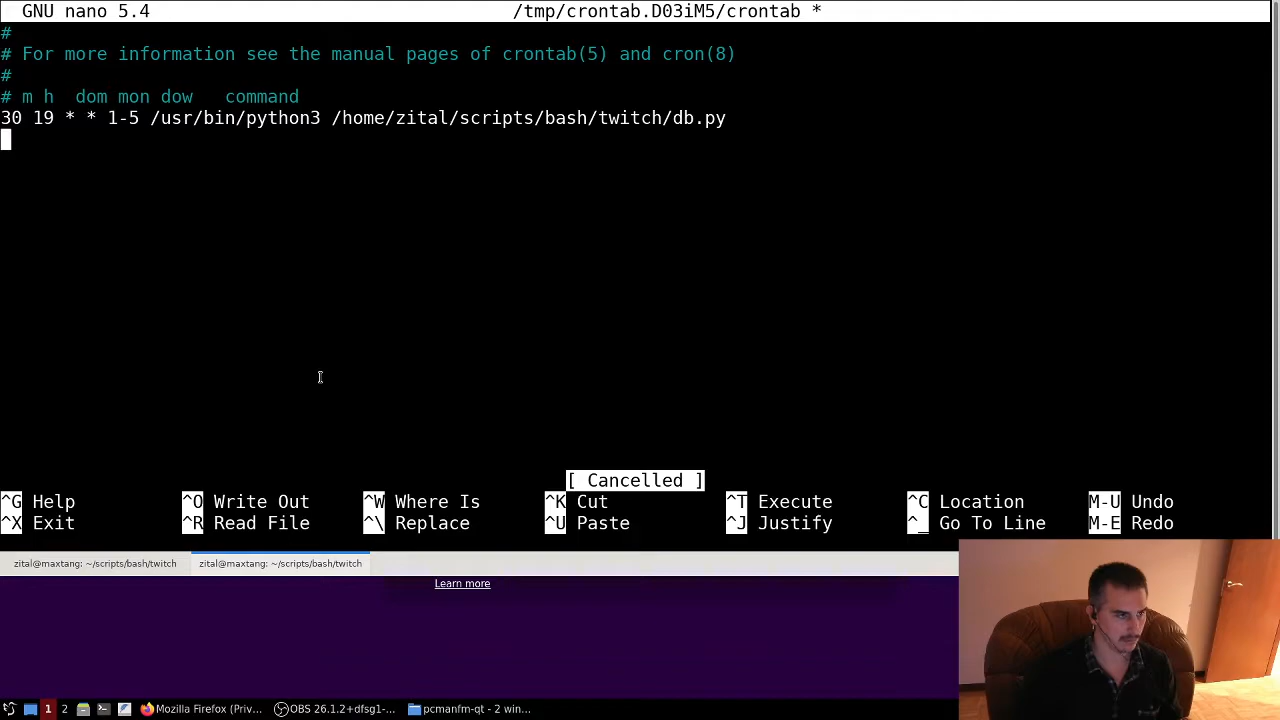 GNU nano 5.4 /tmp/crontab.D03iM5/crontab *
#
# For more information see the manual pages of crontab(5) and cron(8)
#
# m h  dom mon dow   command
30 19 * * 1-5 /usr/bin/python3 /home/zital/scripts/bash/twitch/db.py
[ Cancelled ]
^G Help ^O Write Out ^W Where Is ^K Cut ^T Execute ^C Location M-U Undo
^X Exit ^R Read File ^\ Replace ^U Paste ^J Justify ^_ Go To Line M-E Redo
zital@maxtang: ~/scripts/bash/twitch zital@maxtang: ~/scripts/bash/twitch
Learn more
1 2 Mozilla Firefox (Priv... OBS 26.1.2+dfsg1-... pcmanfm-qt - 2 win...